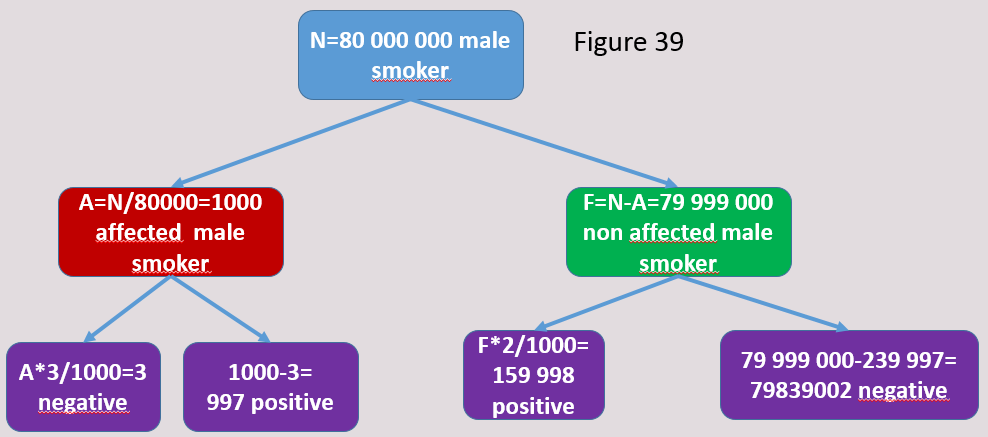 N=80 000 000 male
smoker
Figure 39
A=N/80000=1000
affected male
smoker
F=N-A=79 999 000
non affected male
smoker
A*3/1000=3
negative
1000-3=
997 positive
F*2/1000=
159 998
positive
79 999 000-239 997=
79839002 negative